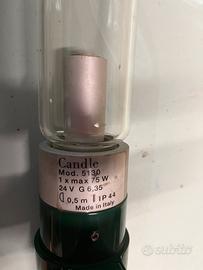 Candle
Mod. 5130
1 x max 75 W
24 V G 6,35
0,5 m IP 44
Made in Italy
subito